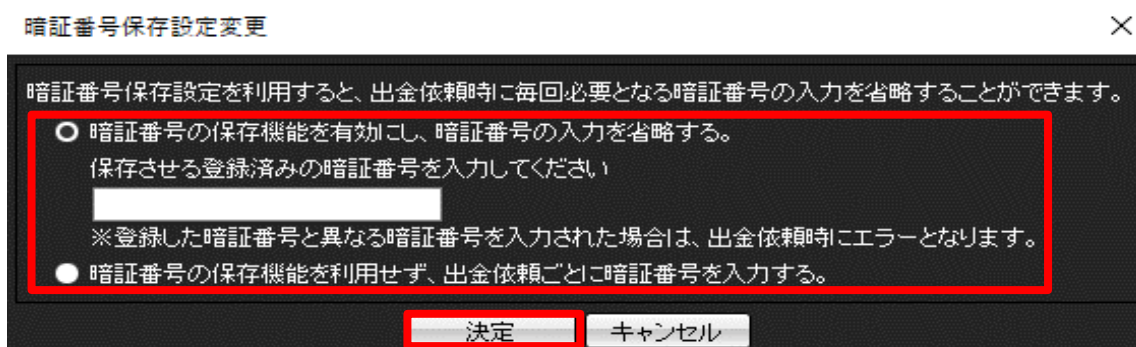 暗証番号保存設定変更
暗証番号保存設定を利用すると、出金依頼時に毎回必要となる暗証番号の入力を省略することができます。
暗証番号の保存機能を有効にし、暗証番号の入力を省略する。
保存させる登録済みの暗証番号を入力してください
※登録した暗証番号と異なる暗証番号を入力された場合は、出金依頼時にエラーとなります。
暗証番号の保存機能を利用せず、出金依頼ごとに暗証番号を入力する。
決定 キャンセル